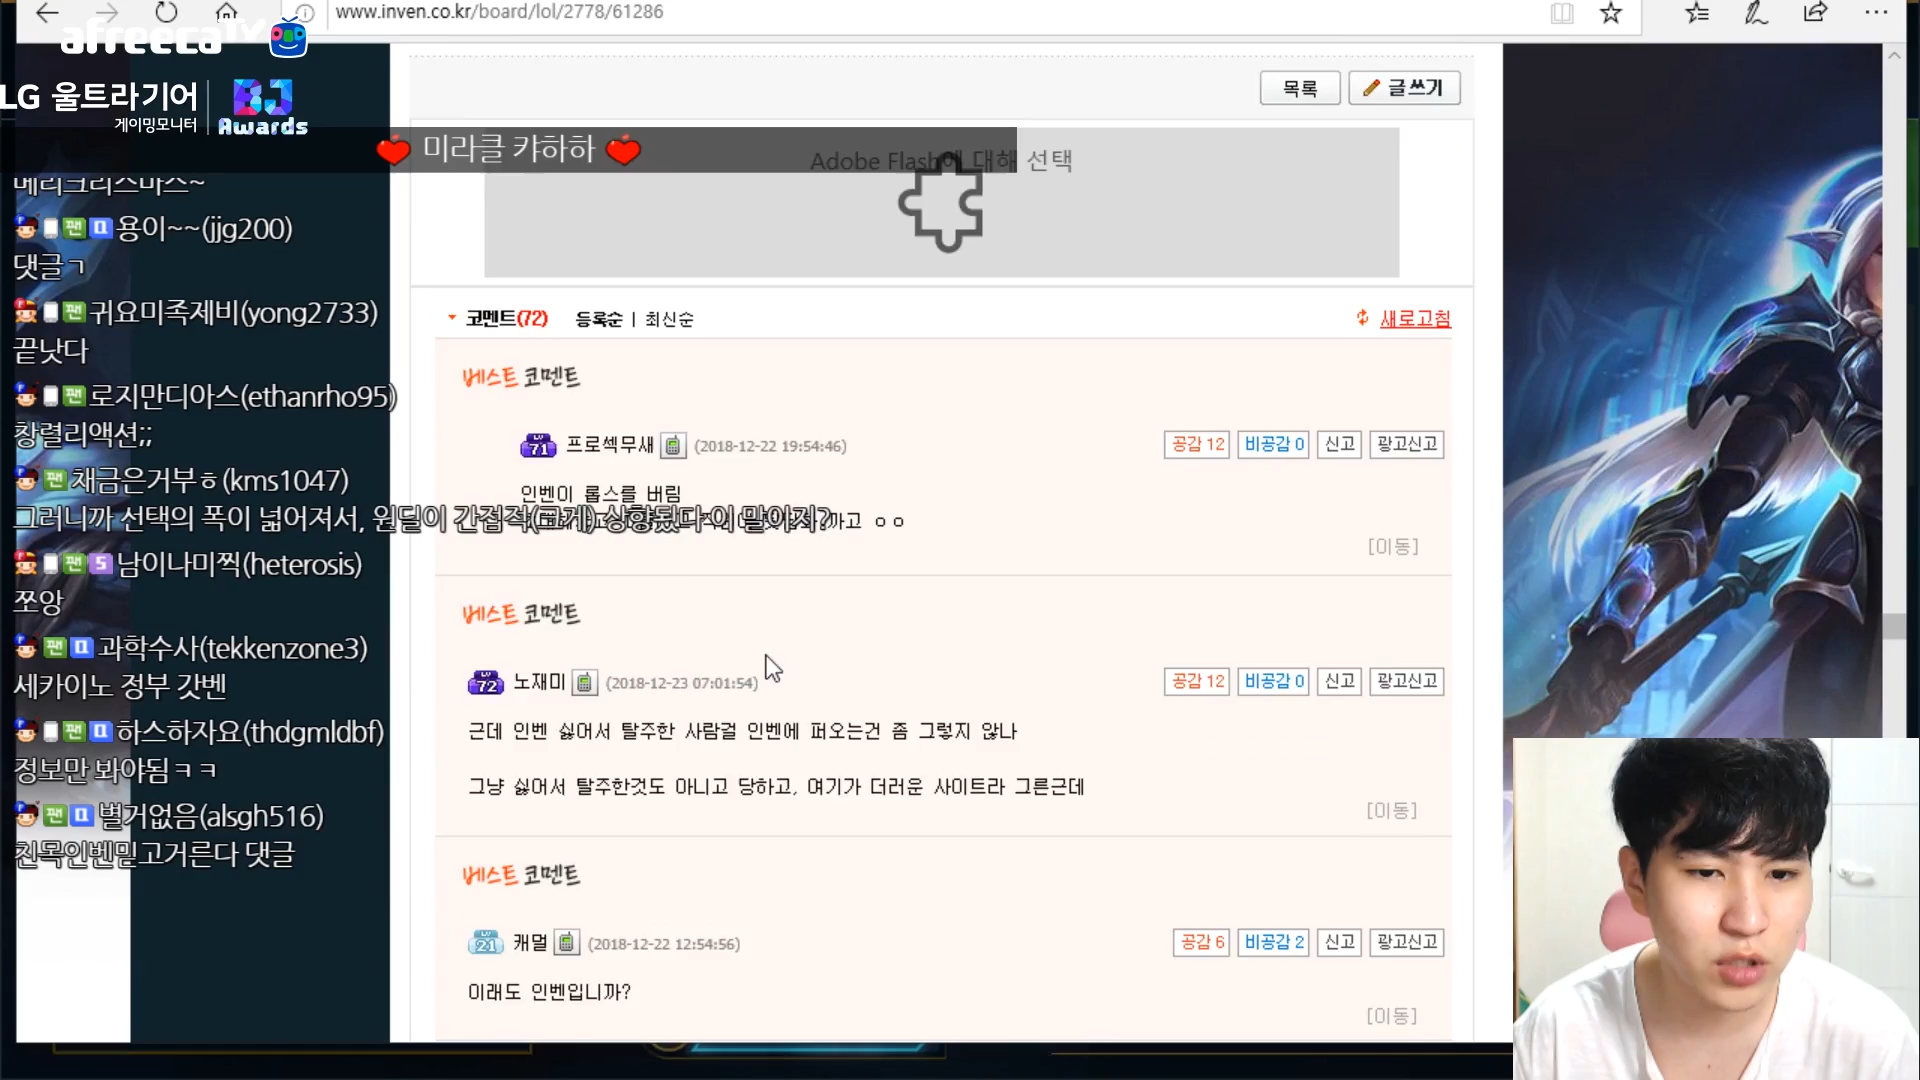 www.inven.co.kr/board/lol/2778/61286
afreecaTV
LG 울트라기어
게이밍모니터
BJ
Awards
목록
글쓰기
미라클 캬하하
Adobe Flash에 대해 선택
메리크리스마스~
용이~~(jjg200)
댓글ㄱ
귀요미족제비(yong2733)
끝낫다
로지만디아스(ethanrho95)
창렬리액션;;
채금은거부ㅎ(kms1047)
그러니까 선택의 폭이 넓어져서, 원딜이 간접적(크게) 상향됬다 이 말이지?
남이나미찍(heterosis)
쪼앙
과학수사(tekkenzone3)
세카이노 정부 갓벤
하스하자요(thdgmldbf)
정보만 봐야됨ㅋㅋ
별거없음(alsgh516)
친목인벤믿고거른다 댓글
코멘트(72)
등록순 | 최신순
새로고침
베스트 코멘트
LV 71 프로섹무새 (2018-12-22 19:54:46)
공감 12 비공감 0 신고 광고신고
인벤이 롭스를 버림
까고 ㅇㅇ
[이동]
베스트 코멘트
LV 72 노재미 (2018-12-23 07:01:54)
공감 12 비공감 0 신고 광고신고
근데 인벤 싫어서 탈주한 사람걸 인벤에 퍼오는건 좀 그렇지 않나
그냥 싫어서 탈주한것도 아니고 당하고, 여기가 더러운 사이트라 그른근데
[이동]
베스트 코멘트
LV 21 캐멀 (2018-12-22 12:54:56)
공감 6 비공감 2 신고 광고신고
이래도 인벤입니까?
[이동]